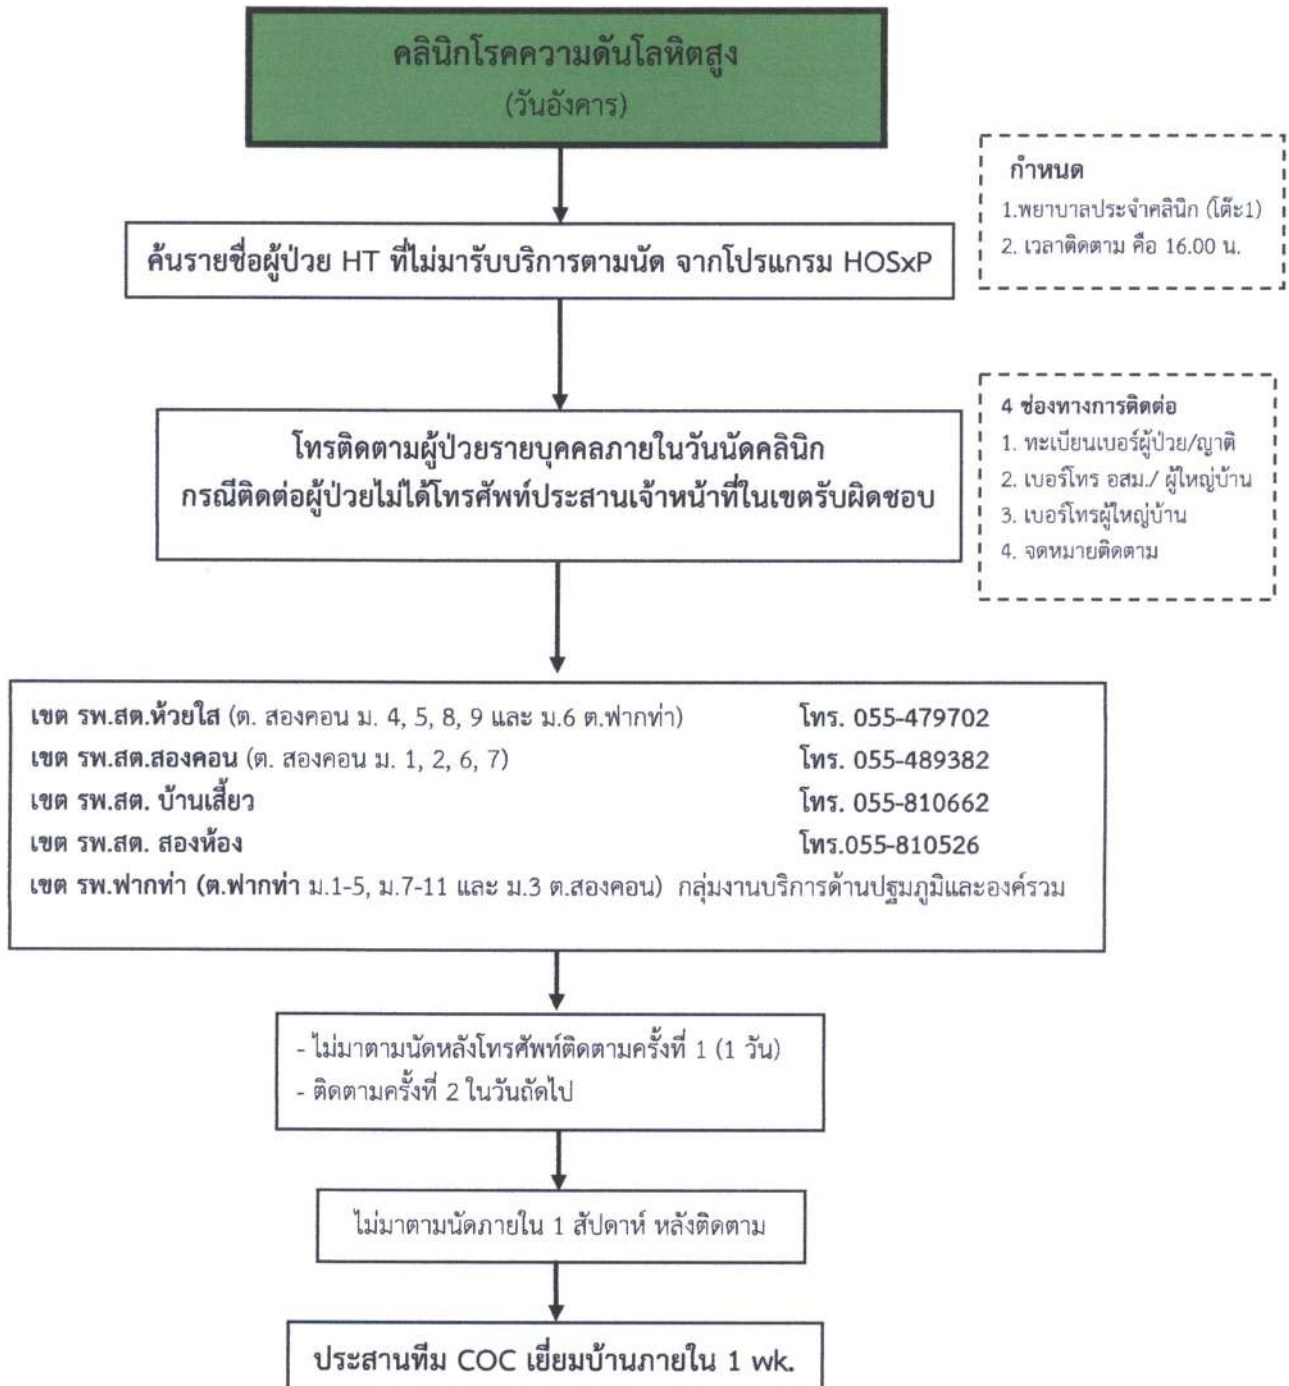 คลินิกโรคความดันโลหิตสูง
(วันอังคาร)
กำหนด
1.พยาบาลประจำคลินิก (โต๊ะ1)
2. เวลาติดตาม คือ 16.00 น.
ค้นรายชื่อผู้ป่วย HT ที่ไม่มารับบริการตามนัด จากโปรแกรม HOSxP
4 ช่องทางการติดต่อ
1. ทะเบียนเบอร์ผู้ป่วย/ญาติ
2. เบอร์โทร อสม./ ผู้ใหญ่บ้าน
3. เบอร์โทรผู้ใหญ่บ้าน
4. จดหมายติดตาม
โทรติดตามผู้ป่วยรายบุคคลภายในวันนัดคลินิก
กรณีติดต่อผู้ป่วยไม่ได้โทรศัพท์ประสานเจ้าหน้าที่ในเขตรับผิดชอบ
เขต รพ.สต.ห้วยใส (ต. สองคอน ม. 4, 5, 8, 9 และ ม.6 ต.ฟากท่า) โทร. 055-479702
เขต รพ.สต.สองคอน (ต. สองคอน ม. 1, 2, 6, 7) โทร. 055-489382
เขต รพ.สต. บ้านเสี้ยว โทร. 055-810662
เขต รพ.สต. สองห้อง โทร.055-810526
เขต รพ.ฟากท่า (ต.ฟากท่า ม.1-5, ม.7-11 และ ม.3 ต.สองคอน) กลุ่มงานบริการด้านปฐมภูมิและองค์รวม
- ไม่มาตามนัดหลังโทรศัพท์ติดตามครั้งที่ 1 (1 วัน)
- ติดตามครั้งที่ 2 ในวันถัดไป
ไม่มาตามนัดภายใน 1 สัปดาห์ หลังติดตาม
ประสานทีม COC เยี่ยมบ้านภายใน 1 wk.